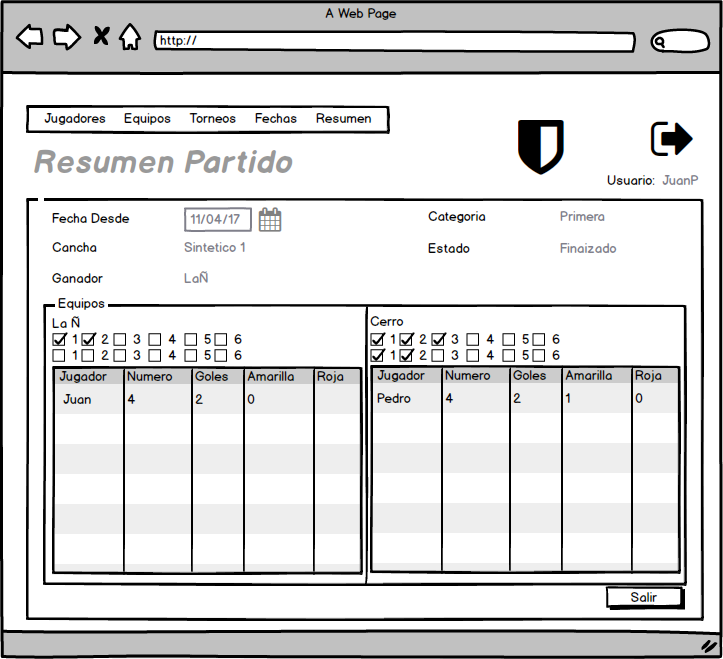 A Web Page
http://
Jugadores Equipos Torneos Fechas Resumen
Resumen Partido
Usuario: JuanP
Fecha Desde 11/04/17 Categoria Primera
Cancha Sintetico 1 Estado Finaizado
Ganador LaÑ
Equipos
La Ñ
1 2 3 4 5 6
1 2 3 4 5 6
Jugador Numero Goles Amarilla Roja
Juan 4 2 0
Cerro
1 2 3 4 5 6
1 2 3 4 5 6
Jugador Numero Goles Amarilla Roja
Pedro 4 2 1 0
Salir